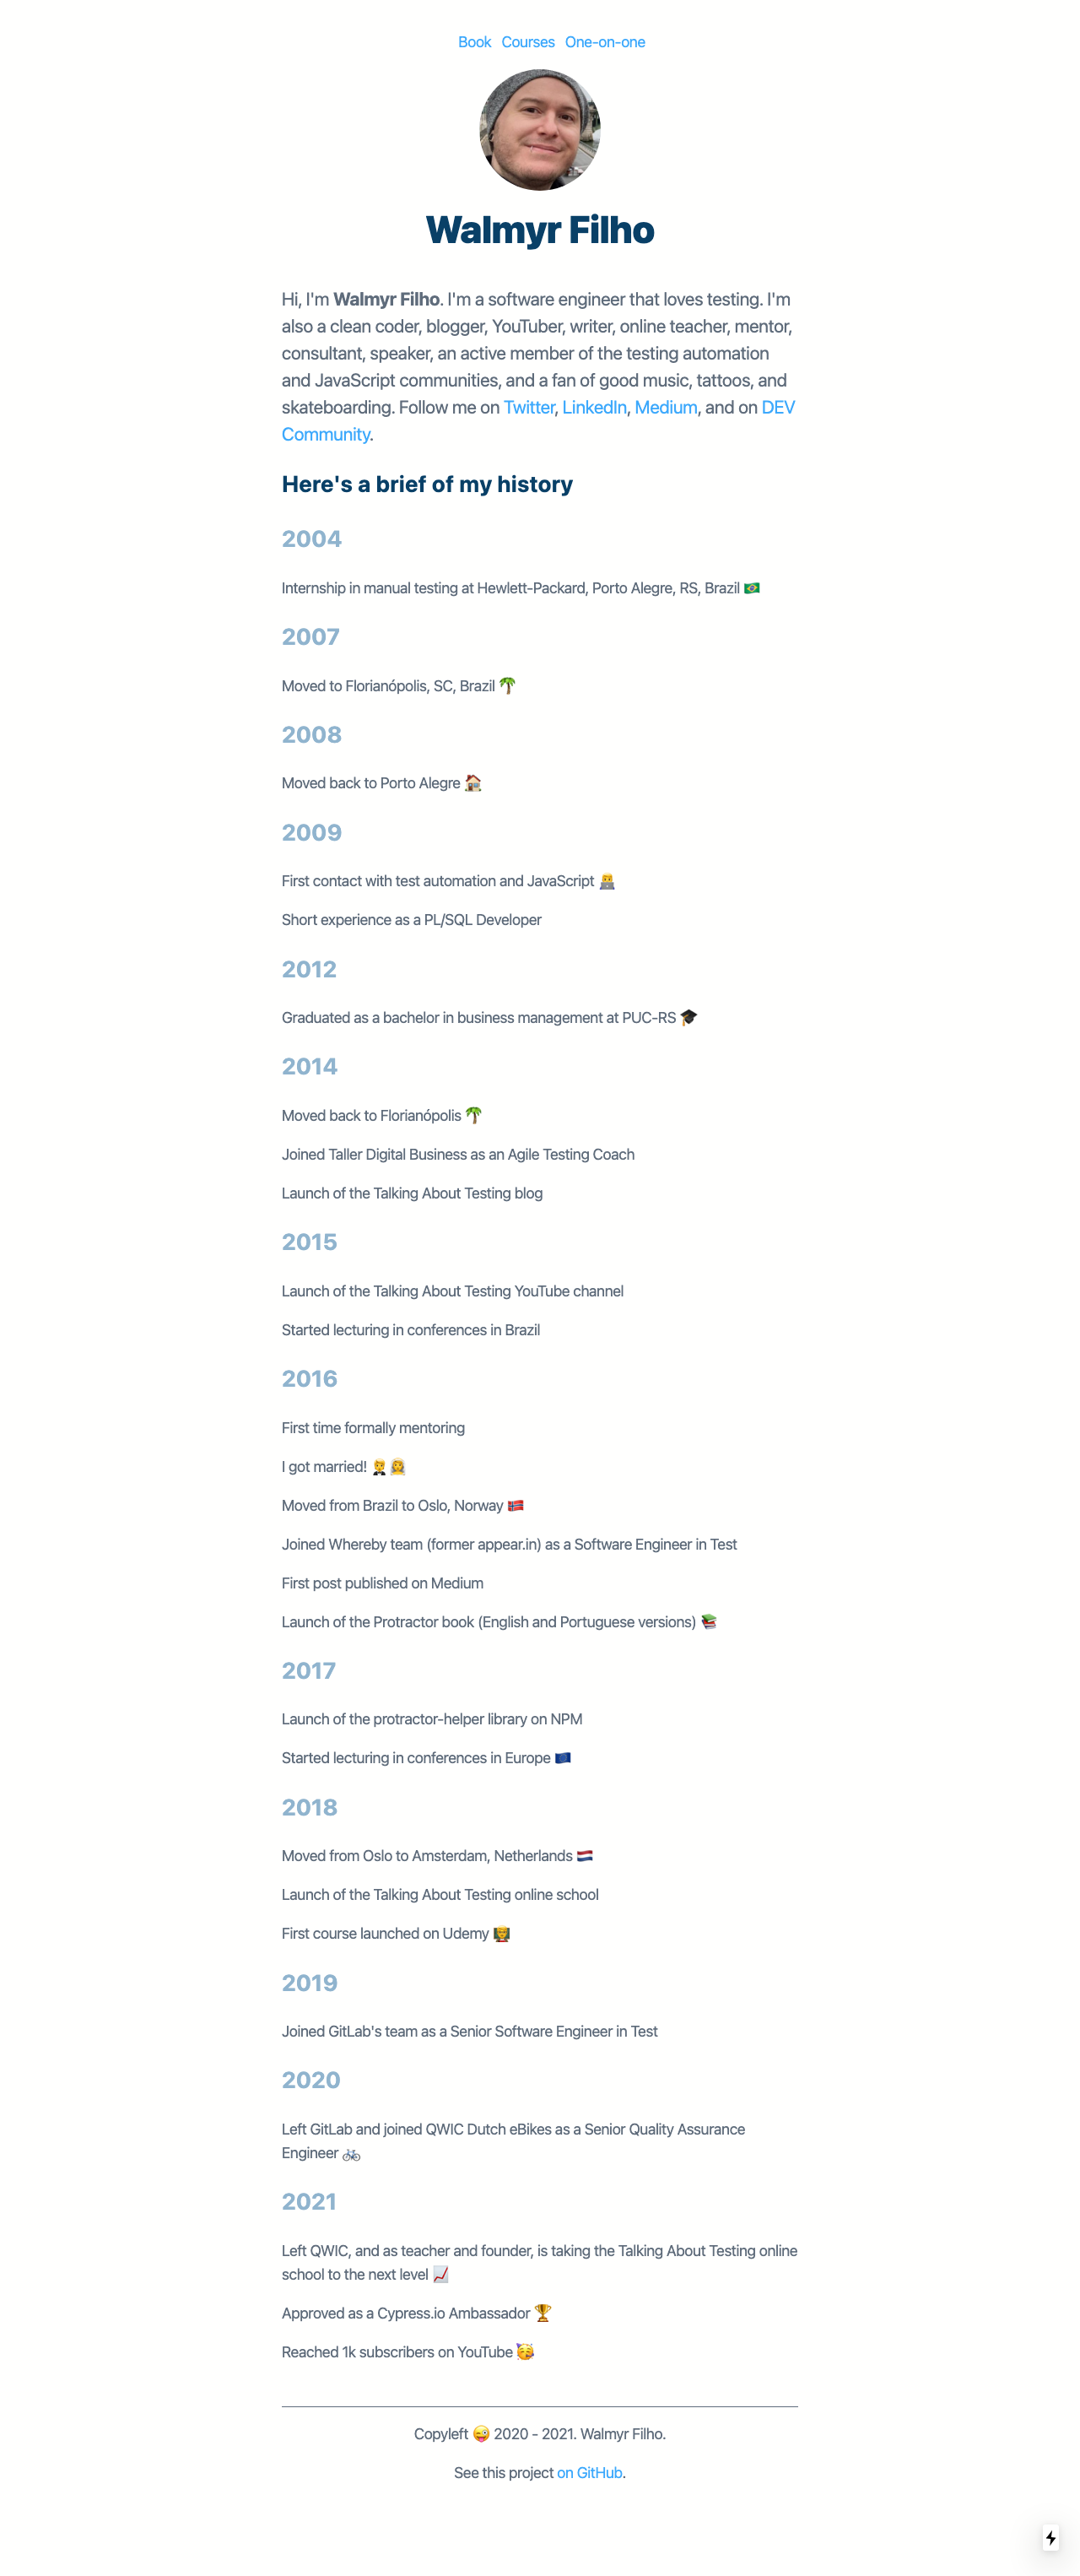 Book Courses One-on-one
Walmyr Filho
Hi, I'm Walmyr Filho. I'm a software engineer that loves testing. I'm
also a clean coder, blogger, YouTuber, writer, online teacher, mentor,
consultant, speaker, an active member of the testing automation
and JavaScript communities, and a fan of good music, tattoos, and
skateboarding. Follow me on Twitter, LinkedIn, Medium, and on DEV
Community.
Here's a brief of my history
2004
Internship in manual testing at Hewlett-Packard, Porto Alegre, RS, Brazil 🇧🇷
2007
Moved to Florianópolis, SC, Brazil 🌴
2008
Moved back to Porto Alegre 🏠
2009
First contact with test automation and JavaScript 👨‍💻
Short experience as a PL/SQL Developer
2012
Graduated as a bachelor in business management at PUC-RS 🎓
2014
Moved back to Florianópolis 🌴
Joined Taller Digital Business as an Agile Testing Coach
Launch of the Talking About Testing blog
2015
Launch of the Talking About Testing YouTube channel
Started lecturing in conferences in Brazil
2016
First time formally mentoring
I got married! 🤵👰
Moved from Brazil to Oslo, Norway 🇳🇴
Joined Whereby team (former appear.in) as a Software Engineer in Test
First post published on Medium
Launch of the Protractor book (English and Portuguese versions) 📚
2017
Launch of the protractor-helper library on NPM
Started lecturing in conferences in Europe 🇪🇺
2018
Moved from Oslo to Amsterdam, Netherlands 🇳🇱
Launch of the Talking About Testing online school
First course launched on Udemy 👨‍🏫
2019
Joined GitLab's team as a Senior Software Engineer in Test
2020
Left GitLab and joined QWIC Dutch eBikes as a Senior Quality Assurance
Engineer 🚲
2021
Left QWIC, and as teacher and founder, is taking the Talking About Testing online
school to the next level 📈
Approved as a Cypress.io Ambassador 🏆
Reached 1k subscribers on YouTube 🥳
Copyleft 😜 2020 - 2021. Walmyr Filho.
See this project on GitHub.